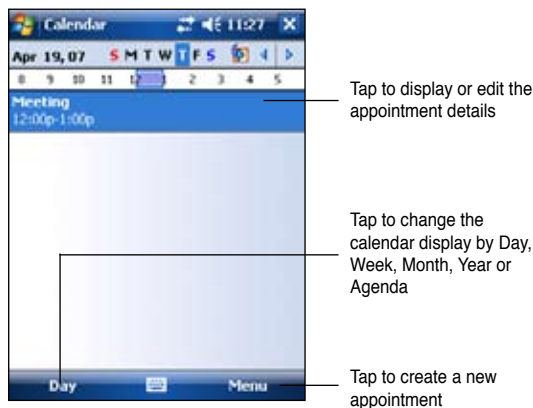 Calendar 11:27
Apr 19, 07 S M T W T F S
8 9 10 11 12 1 2 3 4 5
Meeting
12:00p-1:00p
Tap to display or edit the
appointment details
Tap to change the
calendar display by Day,
Week, Month, Year or
Agenda
Day Menu
Tap to create a new
appointment